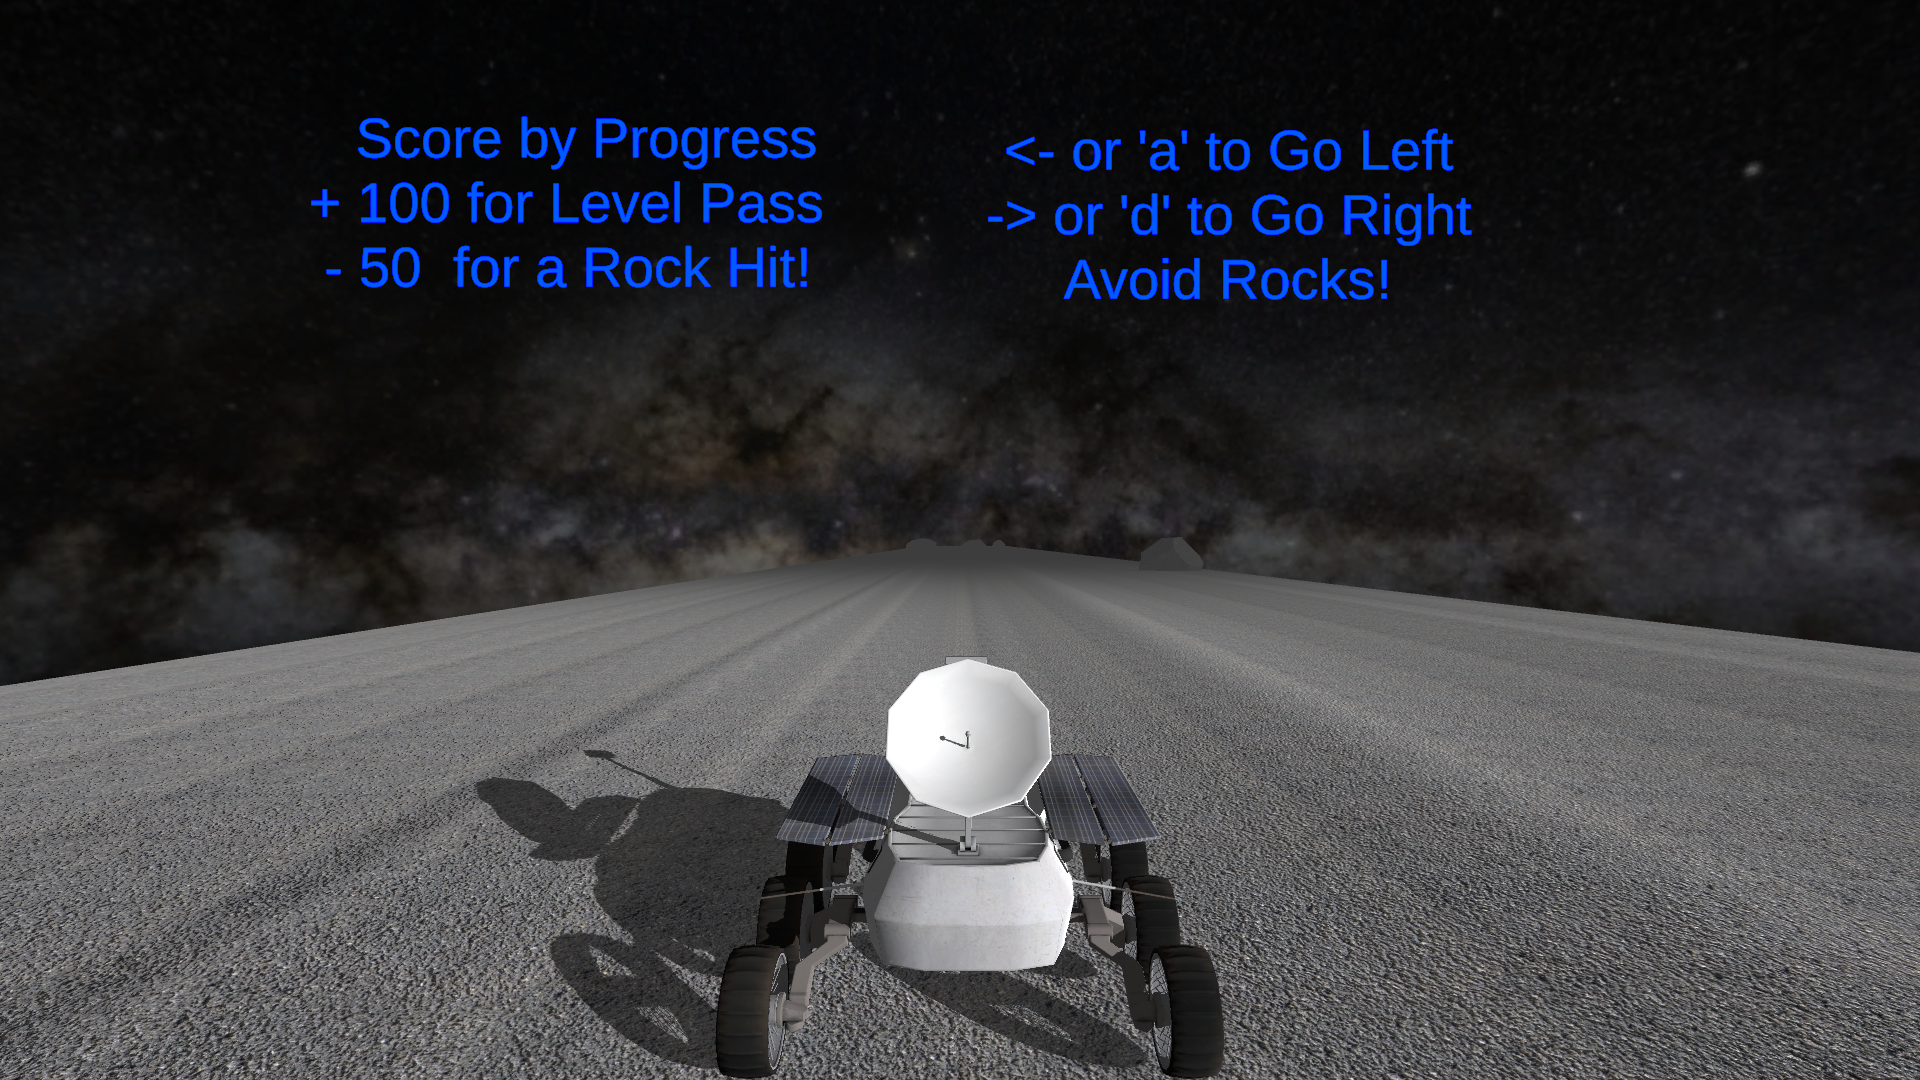 Score by Progress
+ 100 for Level Pass
- 50  for a Rock Hit!
<- or 'a' to Go Left
-> or 'd' to Go Right
Avoid Rocks!